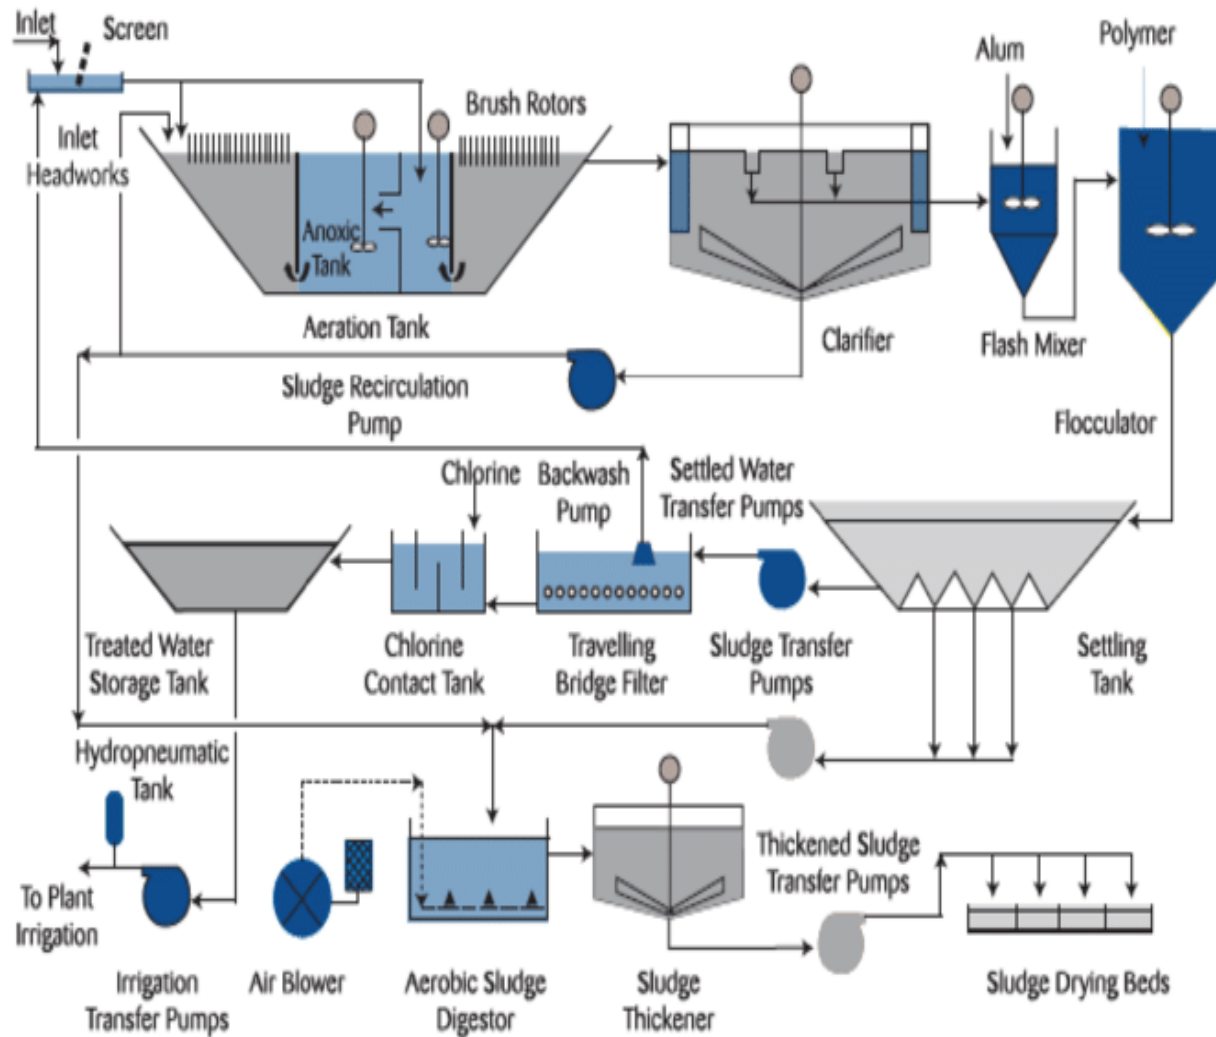 Inlet
Screen
Alum
Polymer
Brush Rotors
Inlet
Headworks
Anoxic
Tank
Aeration Tank
Clarifier
Flash Mixer
Sludge Recirculation
Pump
Flocculator
Chlorine
Backwash
Pump
Settled Water
Transfer Pumps
Treated Water
Storage Tank
Chlorine
Contact Tank
Travelling
Bridge Filter
Sludge Transfer
Pumps
Settling
Tank
Hydropneumatic
Tank
Thickened Sludge
Transfer Pumps
To Plant
Irrigation
Irrigation
Transfer Pumps
Air Blower
Aerobic Sludge
Digestor
Sludge
Thickener
Sludge Drying Beds